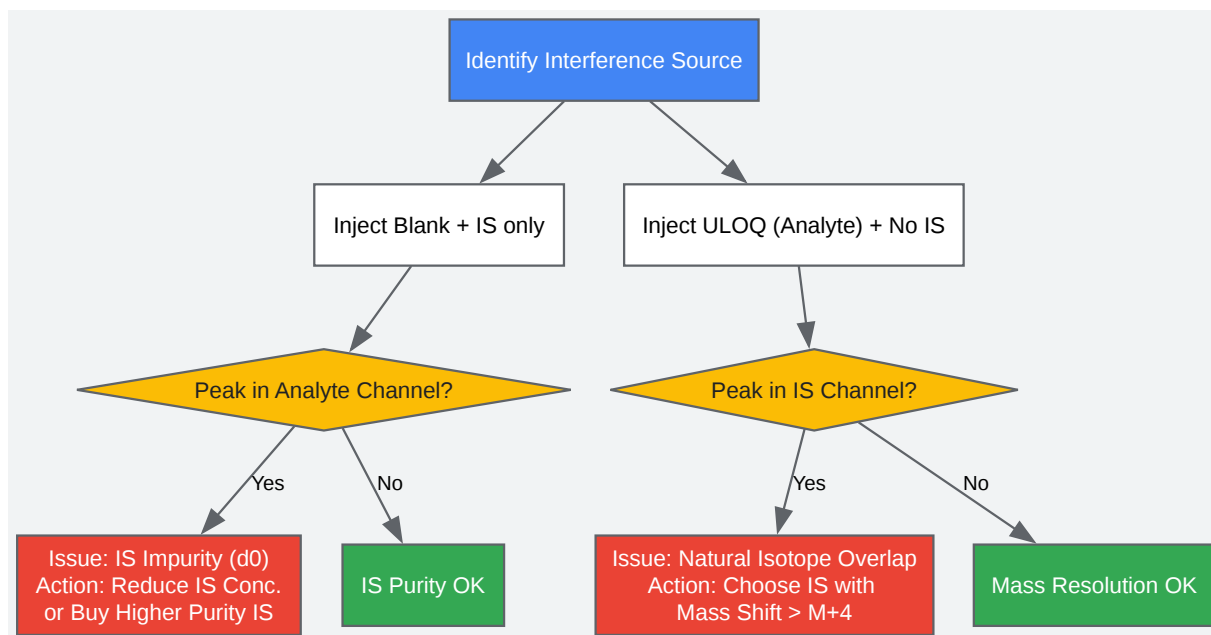 Identify Interference Source
Inject Blank + IS only
Inject ULOQ (Analyte) + No IS
Peak in Analyte Channel?
Peak in IS Channel?
Yes
No
Yes
No
Issue: IS Impurity (d0)
Action: Reduce IS Conc.
or Buy Higher Purity IS
IS Purity OK
Issue: Natural Isotope Overlap
Action: Choose IS with
Mass Shift > M+4
Mass Resolution OK